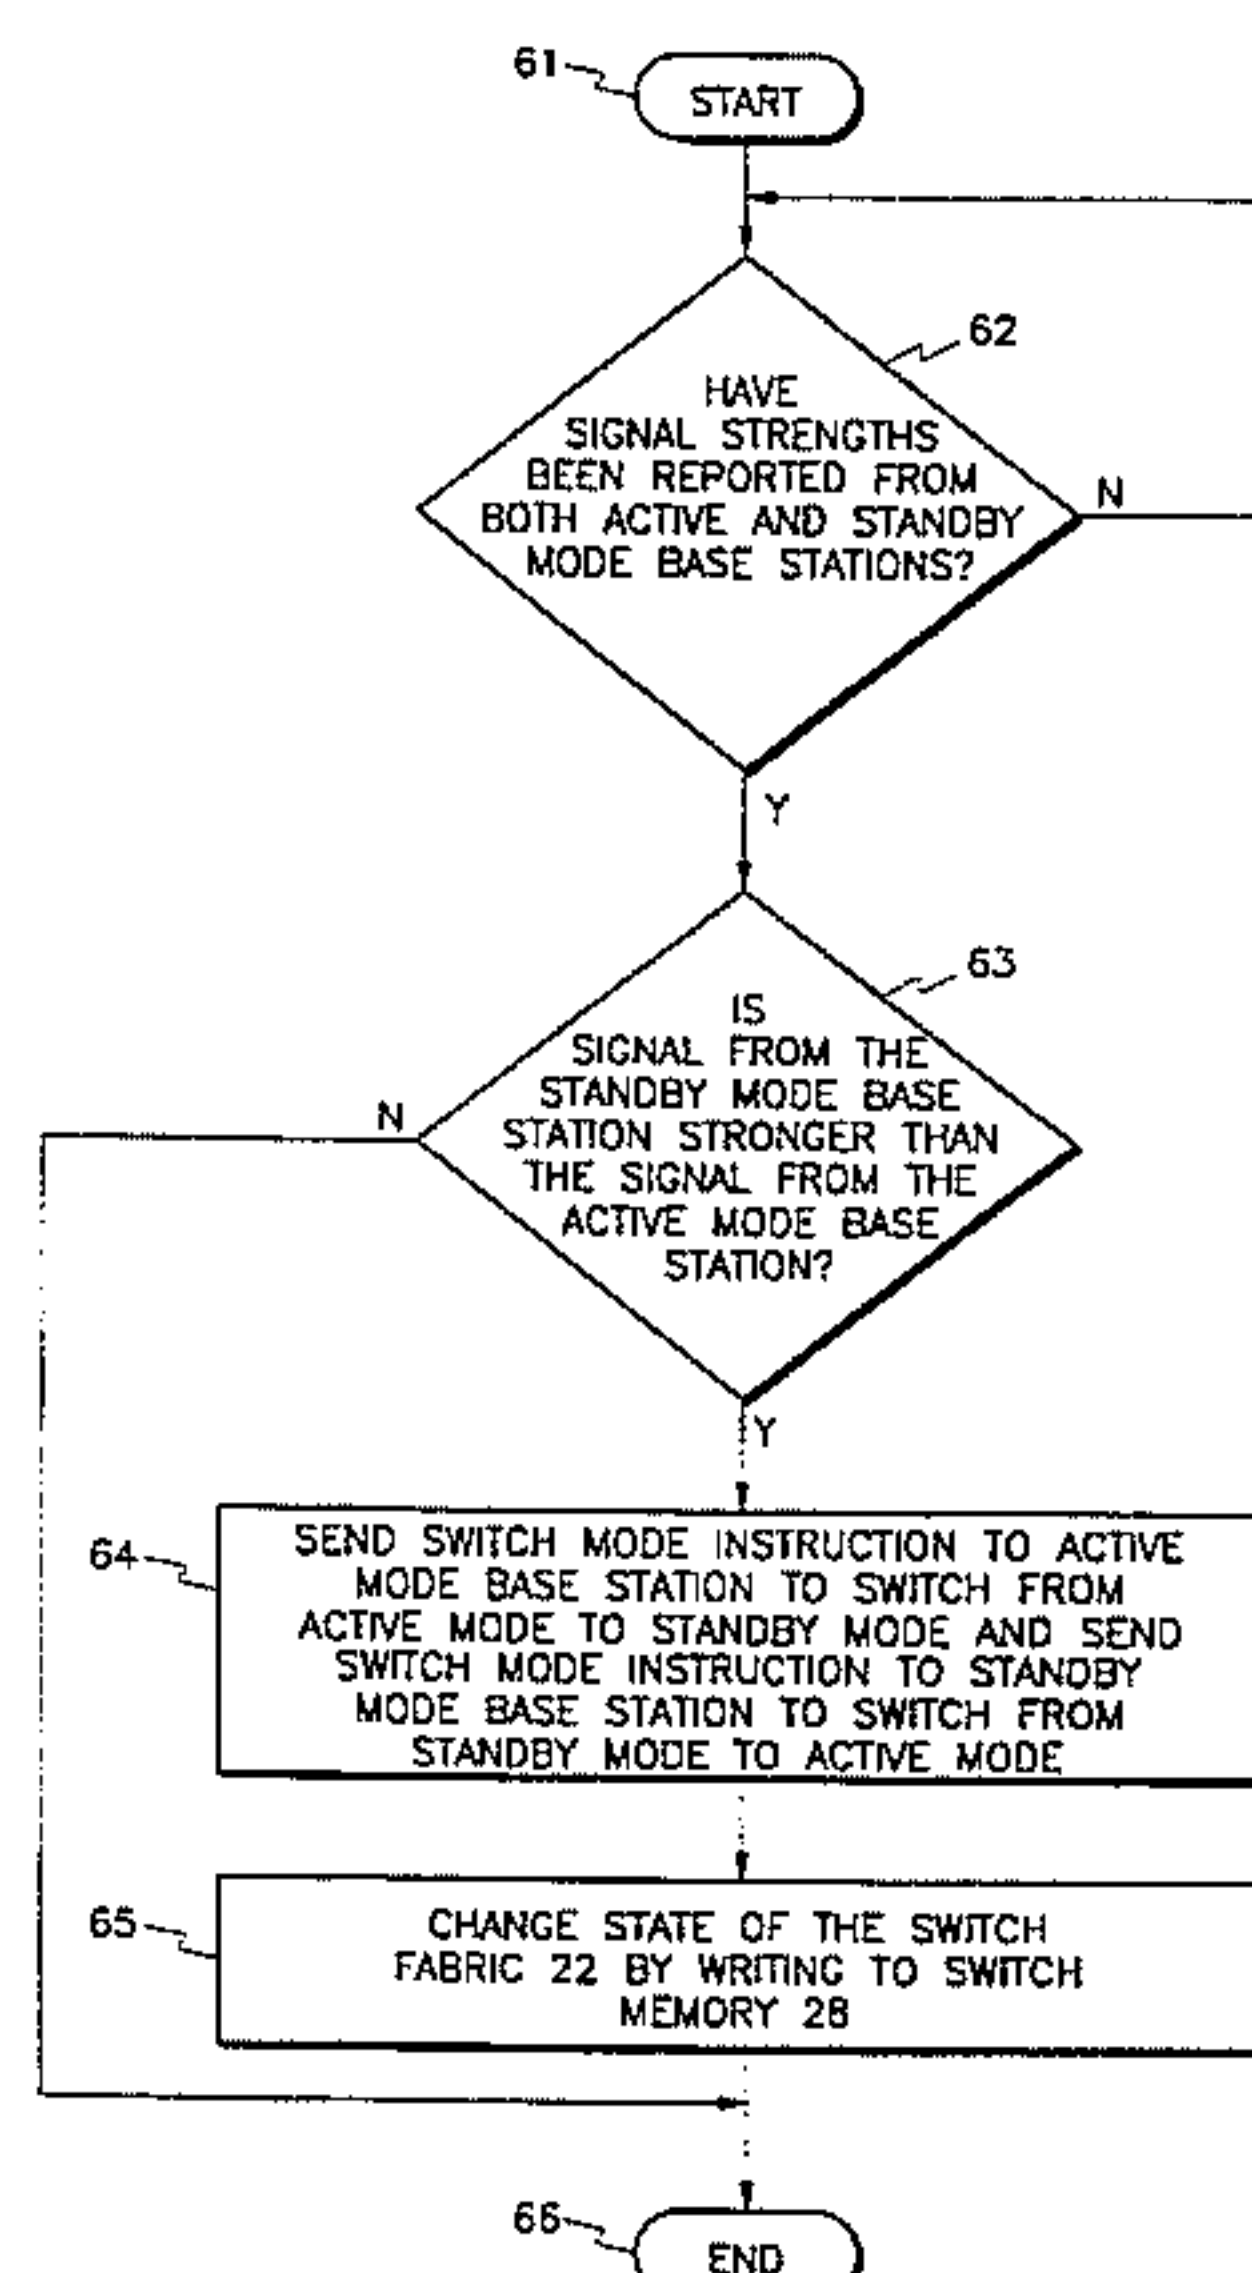 61
START
62
HAVE
SIGNAL STRENGTHS
BEEN REPORTED FROM
BOTH ACTIVE AND STANDBY
MODE BASE STATIONS?
N
Y
63
IS
SIGNAL FROM THE
STANDBY MODE BASE
STATION STRONGER THAN
THE SIGNAL FROM THE
ACTIVE MODE BASE
STATION?
N
Y
64
SEND SWITCH MODE INSTRUCTION TO ACTIVE
MODE BASE STATION TO SWITCH FROM
ACTIVE MODE TO STANDBY MODE AND SEND
SWITCH MODE INSTRUCTION TO STANDBY
MODE BASE STATION TO SWITCH FROM
STANDBY MODE TO ACTIVE MODE
65
CHANGE STATE OF THE SWITCH
FABRIC 22 BY WRITING TO SWITCH
MEMORY 28
66
END